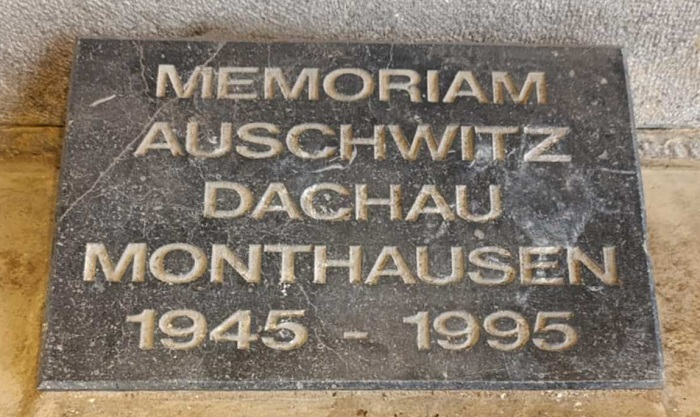 MEMORIAM
AUSCHWITZ
DACHAU
MONTHAUSEN
1945 - 1995